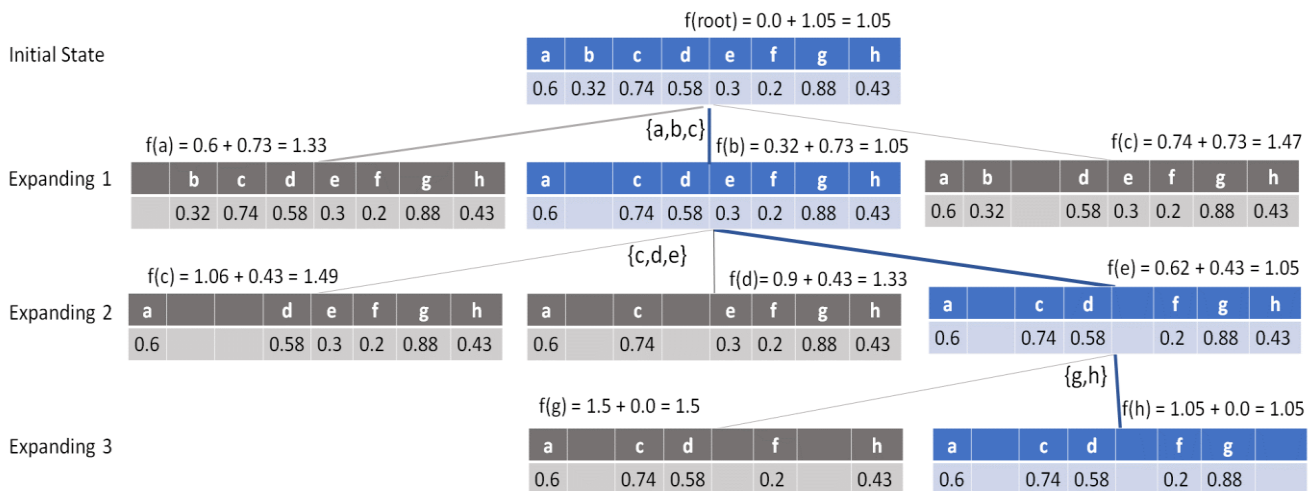 f(root) = 0.0 + 1.05 = 1.05
Initial State
a b c d e f g h
0.6 0.32 0.74 0.58 0.3 0.2 0.88 0.43
{a,b,c}
f(a) = 0.6 + 0.73 = 1.33
f(b) = 0.32 + 0.73 = 1.05
f(c) = 0.74 + 0.73 = 1.47
Expanding 1
b c d e f g h
0.32 0.74 0.58 0.3 0.2 0.88 0.43
a c d e f g h
0.6 0.74 0.58 0.3 0.2 0.88 0.43
a b d e f g h
0.6 0.32 0.58 0.3 0.2 0.88 0.43
{c,d,e}
f(c) = 1.06 + 0.43 = 1.49
f(d)= 0.9 + 0.43 = 1.33
f(e) = 0.62 + 0.43 = 1.05
Expanding 2
a d e f g h
0.6 0.58 0.3 0.2 0.88 0.43
a c e f g h
0.6 0.74 0.3 0.2 0.88 0.43
a c d f g h
0.6 0.74 0.58 0.2 0.88 0.43
{g,h}
f(g) = 1.5 + 0.0 = 1.5
f(h) = 1.05 + 0.0 = 1.05
Expanding 3
a c d f h
0.6 0.74 0.58 0.2 0.43
a c d f g
0.6 0.74 0.58 0.2 0.88